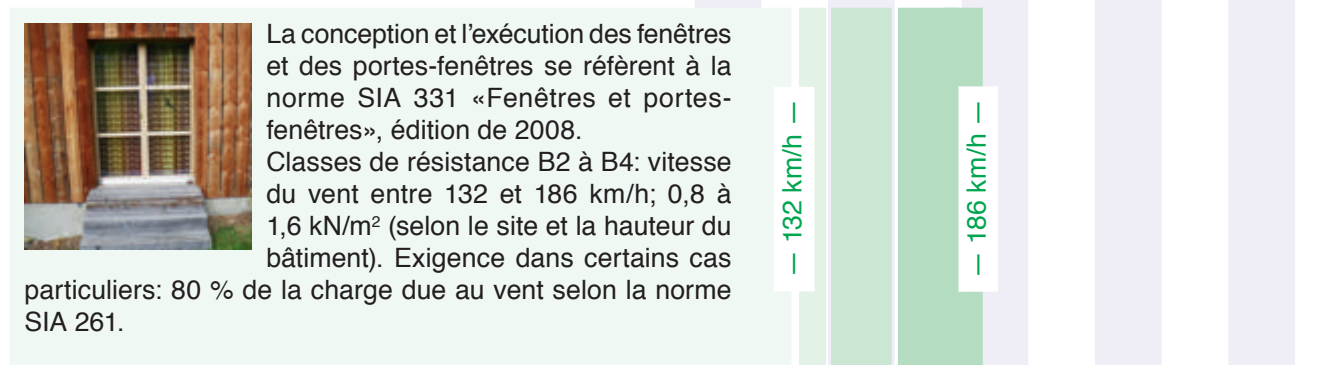 La conception et l’exécution des fenêtres
et des portes-fenêtres se réfèrent à la
norme SIA 331 «Fenêtres et portes-
fenêtres», édition de 2008.
Classes de résistance B2 à B4: vitesse
du vent entre 132 et 186 km/h; 0,8 à
1,6 kN/m² (selon le site et la hauteur du
bâtiment). Exigence dans certains cas
particuliers: 80 % de la charge due au vent selon la norme
SIA 261.
— 132 km/h —
— 186 km/h —